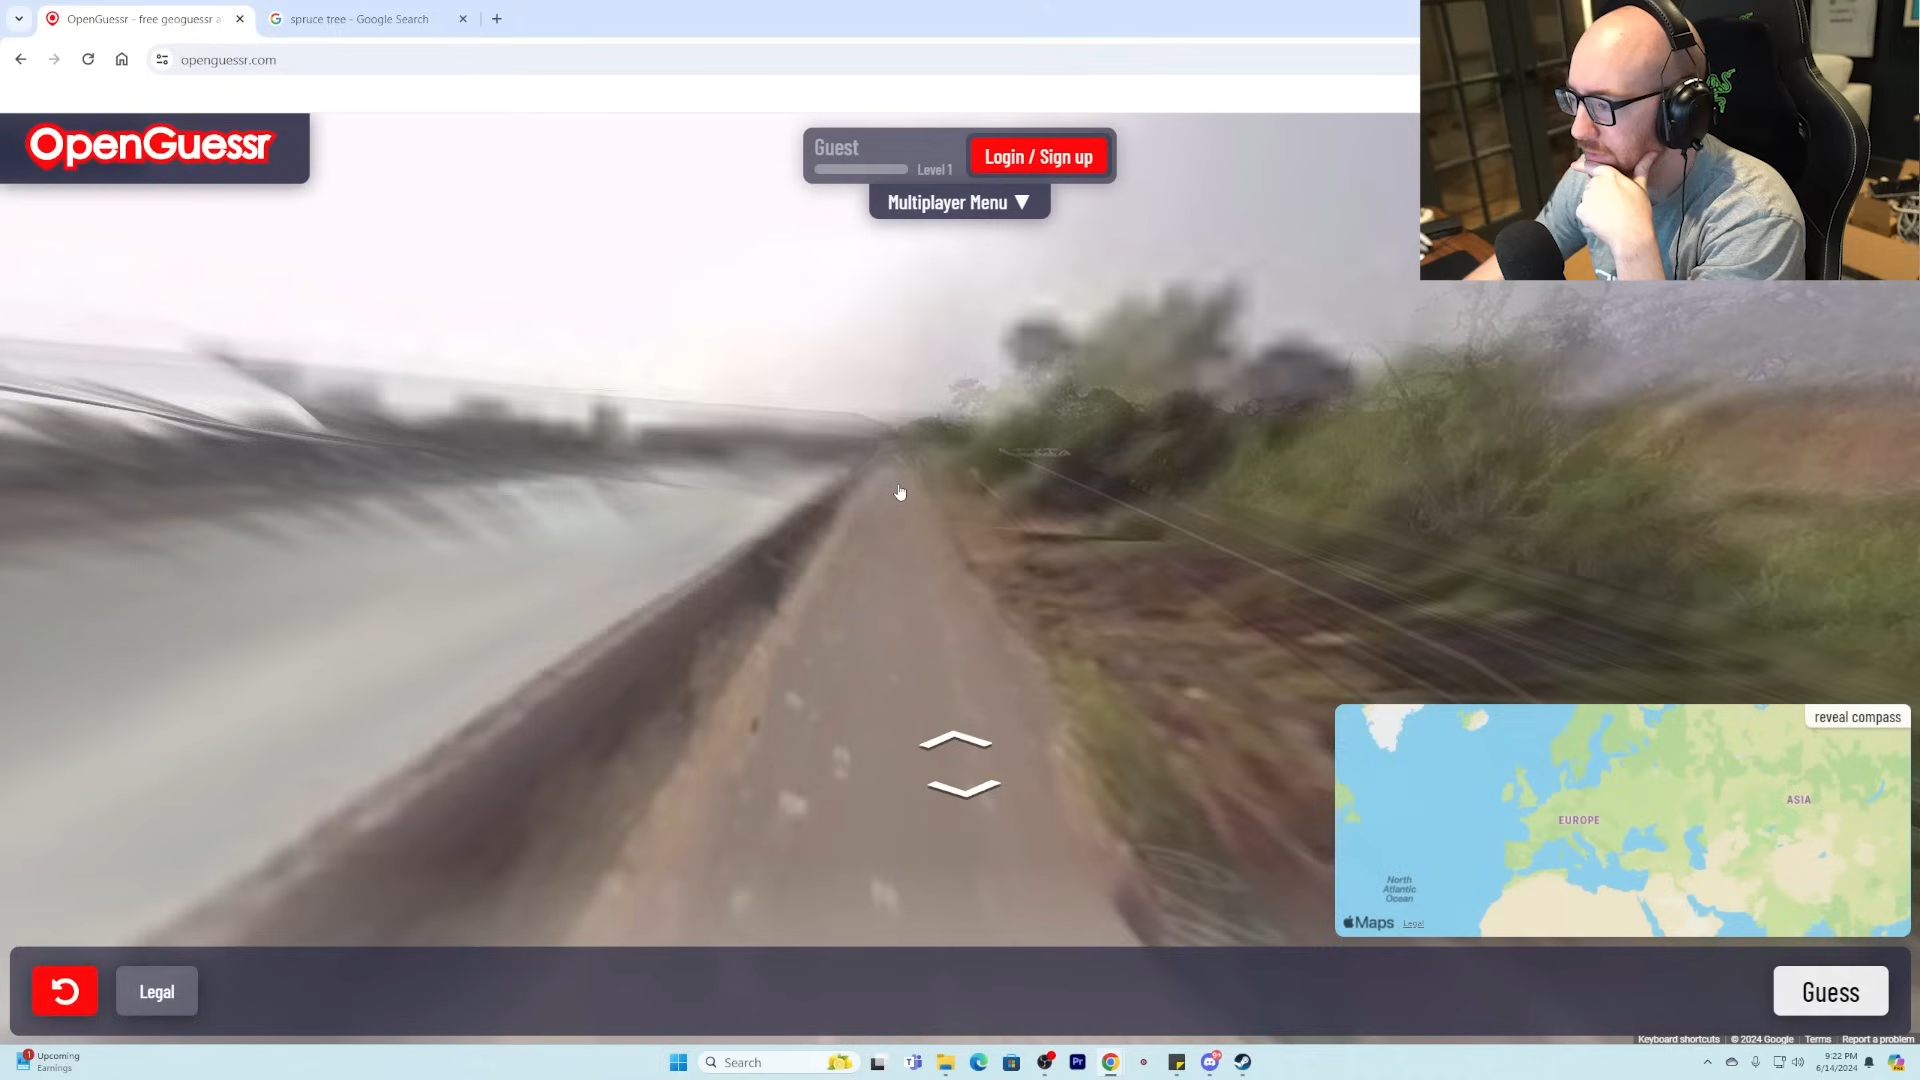 OpenGuessr - free geoguessr a
spruce tree - Google Search
openguessr.com
OpenGuessr
Guest
Level 1
Login / Sign up
Multiplayer Menu ▼
reveal compass
ASIA
EUROPE
North
Atlantic
Ocean
Maps
Legal
Legal
Guess
Keyboard shortcuts
© 2024 Google
Terms
Report a problem
1
Upcoming
Earnings
Search
9:22 PM
6/14/2024